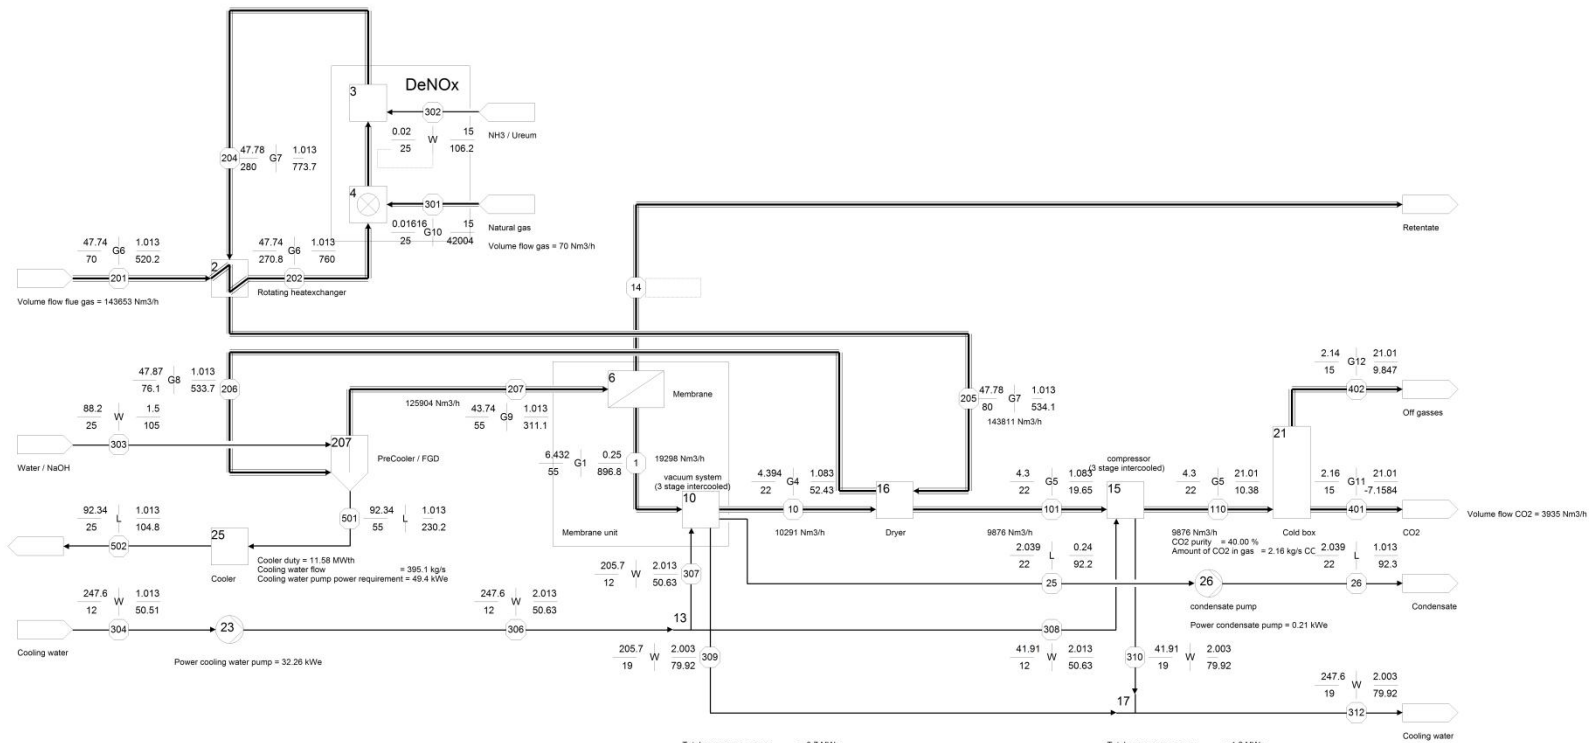 DeNOx
3
302
NH3 / Ureum
0.02 W 15
25 106.2
204
47.78 G7 1.013
280 773.7
4
301
Natural gas
0.01616 G10 15
25 42004
Volume flow gas = 70 Nm3/h
Retentate
47.74 G6 1.013
70 520.2
201
2
47.74 G6 1.013
270.8 760
202
Rotating heatexchanger
Volume flow flue gas = 143653 Nm3/h
14
47.87 G8 1.013
76.1 533.7
206
207
125904 Nm3/h
43.74 G9 1.013
55 311.1
6
Membrane
205
47.78 G7 1.013
80 534.1
143811 Nm3/h
2.14 G12 21.01
15 9.847
402
Off gasses
88.2 W 1.5
25 105
303
Water / NaOH
207
PreCooler / FGD
6.432 G1 0.25
55 896.8
1
19298 Nm3/h
vacuum system
(3 stage intercooled)
10
Membrane unit
4.394 G4 1.083
22 52.43
10
10291 Nm3/h
16
Dryer
4.3 G5 1.083
22 19.65
101
9876 Nm3/h
compressor
(3 stage intercooled)
15
4.3 G5 21.01
22 10.38
110
9876 Nm3/h
CO2 purity = 40.00 %
Amount of CO2 in gas = 2.16 kg/s CC
21
Cold box
2.16 G11 21.01
15 -7.1584
401
CO2
Volume flow CO2 = 3935 Nm3/h
92.34 L 1.013
25 104.8
502
25
Cooler
501
92.34 L 1.013
55 230.2
Cooler duty = 11.58 MWth
Cooling water flow = 395.1 kg/s
Cooling water pump power requirement = 49.4 kWe
205.7 W 2.013
12 50.63
307
2.039 L 0.24
22 92.2
25
26
condensate pump
Power condensate pump = 0.21 kWe
2.039 L 1.013
22 92.3
26
Condensate
247.6 W 1.013
12 50.51
304
Cooling water
23
Power cooling water pump = 32.26 kWe
247.6 W 2.013
12 50.63
306
13
308
205.7 W 2.003
19 79.92
309
41.91 W 2.013
12 50.63
310
41.91 W 2.003
19 79.92
17
247.6 W 2.003
19 79.92
312
Cooling water